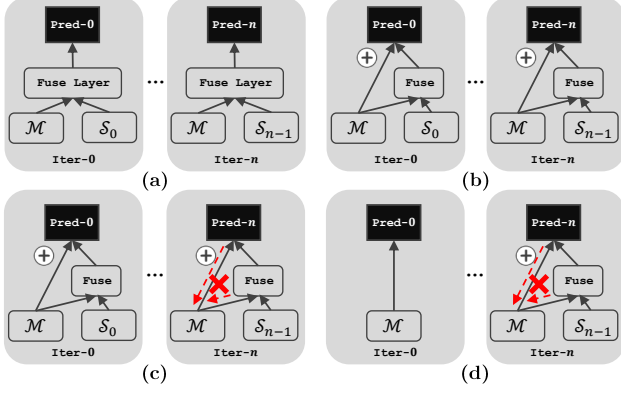 Pred-0
Fuse Layer
ℳ
𝒮₀
Iter-0
...
Pred-n
Fuse Layer
ℳ
𝒮ₙ₋₁
Iter-n
(a)
Pred-0
+
Fuse
ℳ
𝒮₀
Iter-0
...
Pred-n
+
Fuse
ℳ
𝒮ₙ₋₁
Iter-n
(b)
Pred-0
+
Fuse
ℳ
𝒮₀
Iter-0
...
Pred-n
+
Fuse
ℳ
𝒮ₙ₋₁
Iter-n
(c)
Pred-0
ℳ
Iter-0
...
Pred-n
+
Fuse
ℳ
𝒮ₙ₋₁
Iter-n
(d)